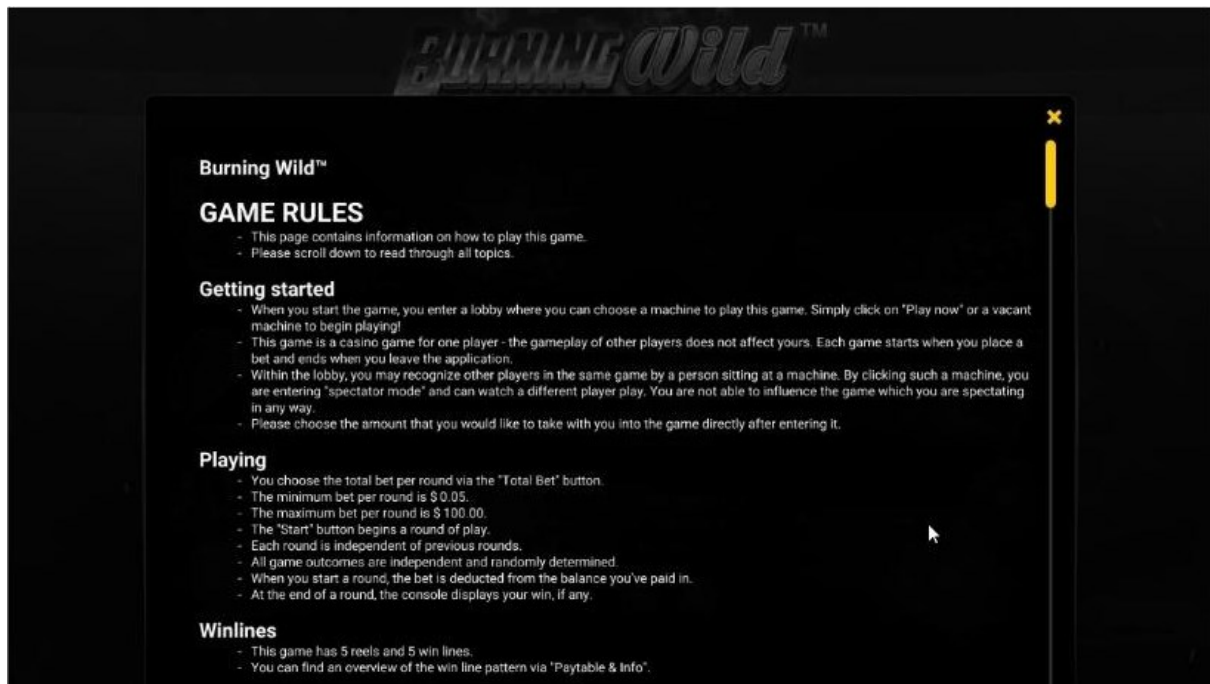 BURNING Wild™
Burning Wild™
GAME RULES
- This page contains information on how to play this game.
- Please scroll down to read through all topics.
Getting started
- When you start the game, you enter a lobby where you can choose a machine to play this game. Simply click on "Play now" or a vacant
machine to begin playing!
- This game is a casino game for one player - the gameplay of other players does not affect yours. Each game starts when you place a
bet and ends when you leave the application.
- Within the lobby, you may recognize other players in the same game by a person sitting at a machine. By clicking such a machine, you
are entering "spectator mode" and can watch a different player play. You are not able to influence the game which you are spectating
in any way.
- Please choose the amount that you would like to take with you into the game directly after entering it.
Playing
- You choose the total bet per round via the "Total Bet" button.
- The minimum bet per round is $ 0.05.
- The maximum bet per round is $ 100.00.
- The "Start" button begins a round of play.
- Each round is independent of previous rounds.
- All game outcomes are independent and randomly determined.
- When you start a round, the bet is deducted from the balance you've paid in.
- At the end of a round, the console displays your win, if any.
Winlines
- This game has 5 reels and 5 win lines.
- You can find an overview of the win line pattern via "Paytable & Info".